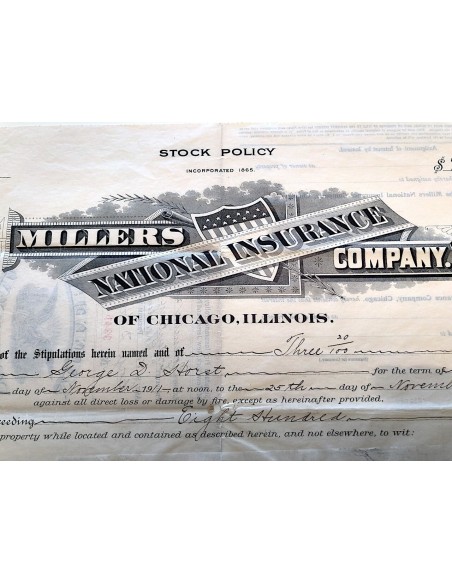 STOCK POLICY
INCORPORATED 1865.
$
MILLERS NATIONAL INSURANCE COMPANY,
OF CHICAGO, ILLINOIS.
of the Stipulations herein named and of Three 20/100
George D. Horst for the term of
day of November 1911 at noon, to the 25th day of Novembe
against all direct loss or damage by fire, except as hereinafter provided.
eeding Eight Hundred
property while located and contained as described herein, and not elsewhere, to wit: